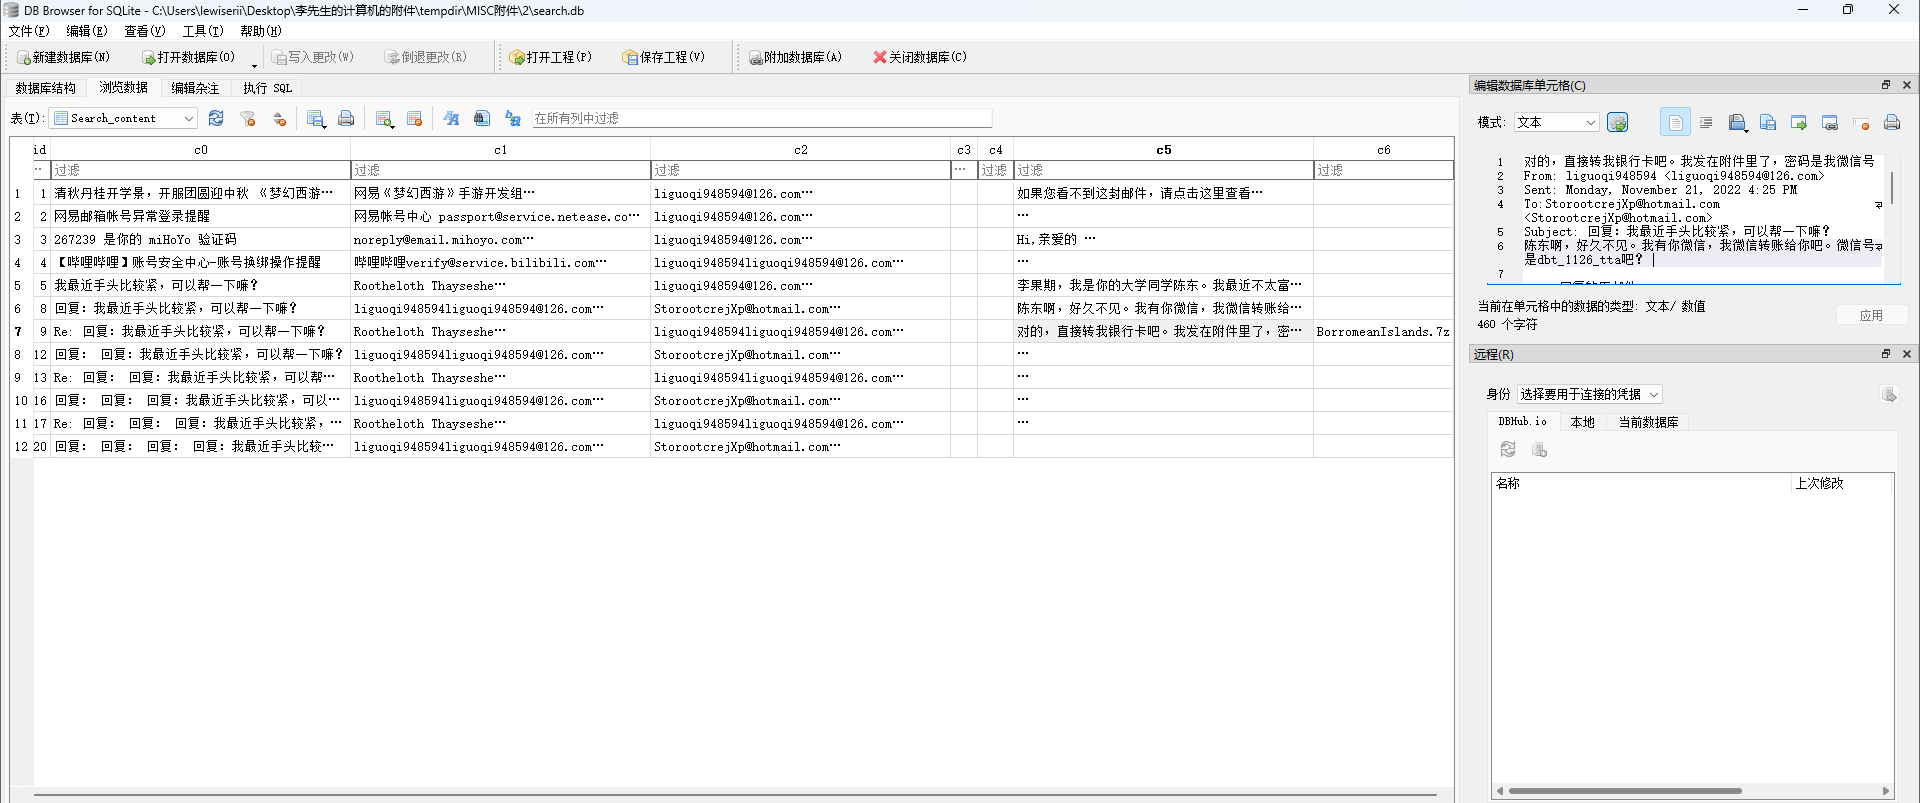 DB Browser for SQLite - C:\Users\lewiserii\Desktop\李先生的计算机的附件\tempdir\MISC附件\2\search.db
文件(F) 编辑(E) 查看(V) 工具(T) 帮助(H)
新建数据库(N) 打开数据库(O) 写入更改(W) 倒退更改(R) 打开工程(P) 保存工程(V) 附加数据库(A) 关闭数据库(C)
数据库结构 浏览数据 编辑杂注 执行 SQL
表(T): Search_content 在所有列中过滤
id c0 c1 c2 c3 c4 c5 c6
… 过滤 过滤 过滤 … 过滤 过滤 过滤
1 1 清秋丹桂开学景，开服团圆迎中秋 《梦幻西游… 网易《梦幻西游》手游开发组… liguoqi948594@126.com… 如果您看不到这封邮件，请点击这里查看…
2 2 网易邮箱帐号异常登录提醒 网易帐号中心 passport@service.netease.co… liguoqi948594@126.com… …
3 3 267239 是你的 miHoYo 验证码 noreply@email.mihoyo.com… liguoqi948594@126.com… Hi,亲爱的 …
4 4 【哔哩哔哩】账号安全中心-账号换绑操作提醒 哔哩哔哩verify@service.bilibili.com… liguoqi948594liguoqi948594@126.com… …
5 5 我最近手头比较紧，可以帮一下嘛？ Rootheloth Thayseshe… liguoqi948594@126.com… 李果期，我是你的大学同学陈东。我最近不太富…
6 8 回复：我最近手头比较紧，可以帮一下嘛？ liguoqi948594liguoqi948594@126.com… StorootcrejXp@hotmail.com… 陈东啊，好久不见。我有你微信，我微信转账给…
7 9 Re: 回复：我最近手头比较紧，可以帮一下嘛？ Rootheloth Thayseshe… liguoqi948594liguoqi948594@126.com… 对的，直接转我银行卡吧。我发在附件里了，密… BorromeanIslands.7z
8 12 回复： 回复：我最近手头比较紧，可以帮一下嘛？ liguoqi948594liguoqi948594@126.com… StorootcrejXp@hotmail.com… …
9 13 Re: 回复： 回复：我最近手头比较紧，可以帮… Rootheloth Thayseshe… liguoqi948594liguoqi948594@126.com… …
10 16 回复： 回复： 回复：我最近手头比较紧，可以… liguoqi948594liguoqi948594@126.com… StorootcrejXp@hotmail.com… …
11 17 Re: 回复： 回复： 回复：我最近手头比较紧，… Rootheloth Thayseshe… liguoqi948594liguoqi948594@126.com… …
12 20 回复： 回复： 回复： 回复：我最近手头比较… liguoqi948594liguoqi948594@126.com… StorootcrejXp@hotmail.com…
编辑数据库单元格(C)
模式: 文本
1 对的，直接转我银行卡吧。我发在附件里了，密码是我微信号
2 From: liguoqi948594 <liguoqi948594@126.com>
3 Sent: Monday, November 21, 2022 4:25 PM
4 To:StorootcrejXp@hotmail.com
<StorootcrejXp@hotmail.com>
5 Subject: 回复：我最近手头比较紧，可以帮一下嘛？
6 陈东啊，好久不见。我有你微信，我微信转账给你吧。微信号
是dbt_1126_tta吧？
7
当前在单元格中的数据的类型: 文本/ 数值
460 个字符
应用
远程(R)
身份 选择要用于连接的凭据
DBHub.io 本地 当前数据库
名称 上次修改